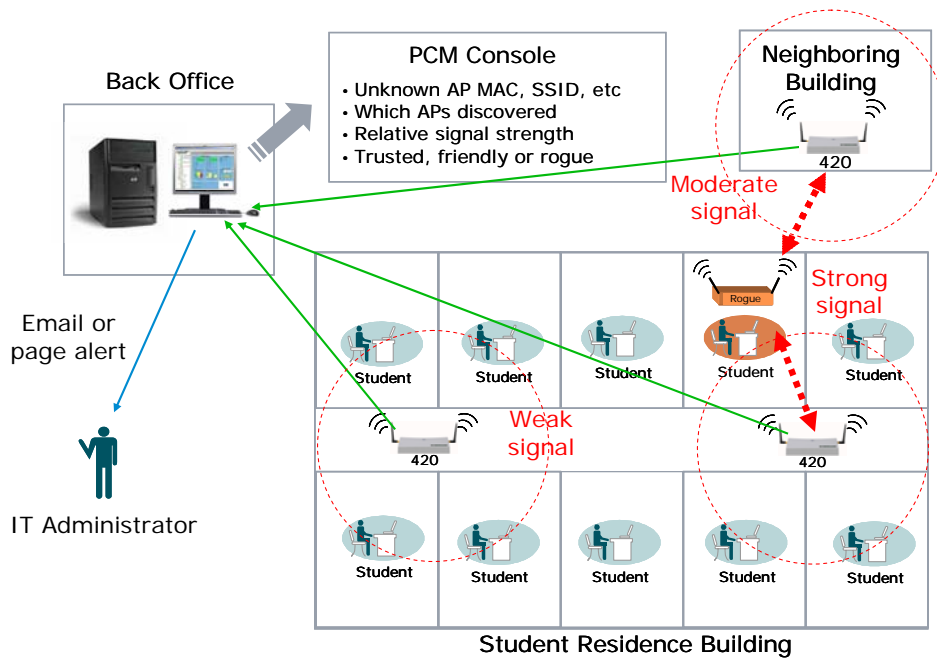 PCM Console
• Unknown AP MAC, SSID, etc
• Which APs discovered
• Relative signal strength
• Trusted, friendly or rogue
Back Office
Neighboring
Building
420
Moderate
signal
Rogue
Strong
signal
Email or
page alert
Student
Student
Student
Student
Student
Weak
signal
420
420
IT Administrator
Student
Student
Student
Student
Student
Student Residence Building